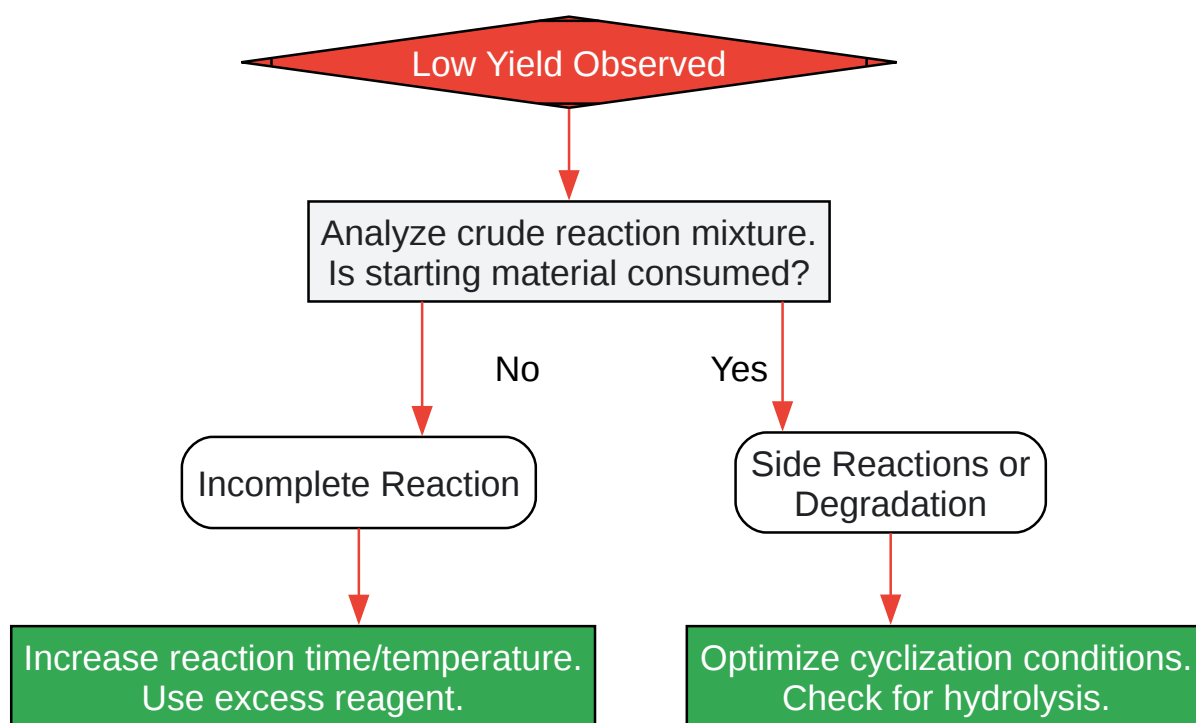 Low Yield Observed
Analyze crude reaction mixture.
Is starting material consumed?
No
Yes
Incomplete Reaction
Side Reactions or
Degradation
Increase reaction time/temperature.
Use excess reagent.
Optimize cyclization conditions.
Check for hydrolysis.